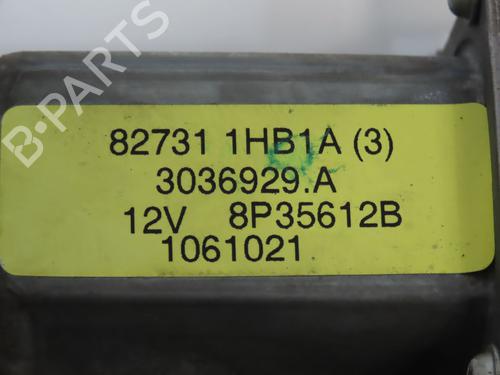 B-PARTS
82731 1HB1A (3)
3036929.A
12V 8P35612B
1061021